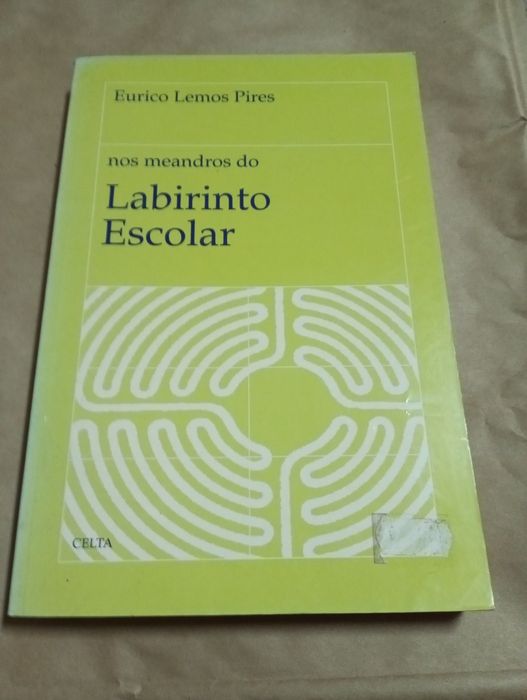 Eurico Lemos Pires
nos meandros do
Labirinto
Escolar
CELTA